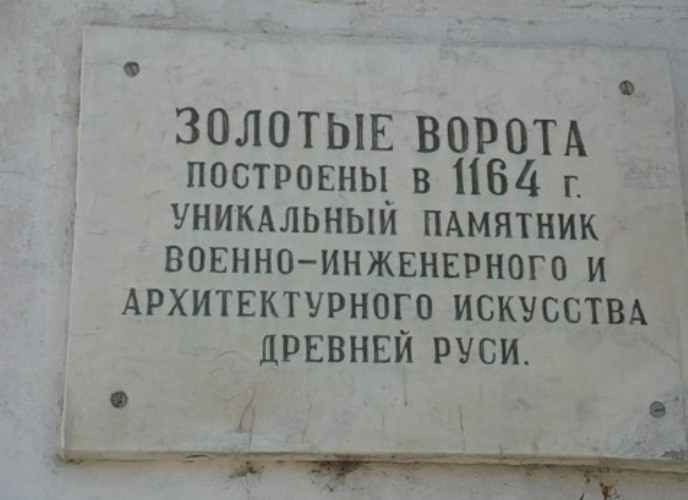 ЗОЛОТЫЕ ВОРОТА
ПОСТРОЕНЫ В 1164 г.
УНИКАЛЬНЫЙ ПАМЯТНИК
ВОЕННО-ИНЖЕНЕРНОГО И
АРХИТЕКТУРНОГО ИСКУССТВА
ДРЕВНЕЙ РУСИ.